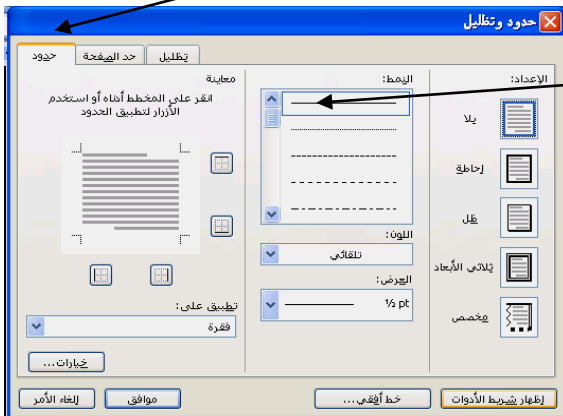 حدود وتظليل
حدود
حد الصفحة
تظليل
الإعداد:
بلا
إحاطة
ظل
ثلاثي الأبعاد
مخصص
النمط:
اللون:
تلقائي
العرض:
½ pt
معاينة
انقر على المخطط أدناه أو استخدم
الأزرار لتطبيق الحدود
تطبيق على:
فقرة
خيارات...
إظهار شريط الأدوات
خط أفقي...
موافق
إلغاء الأمر